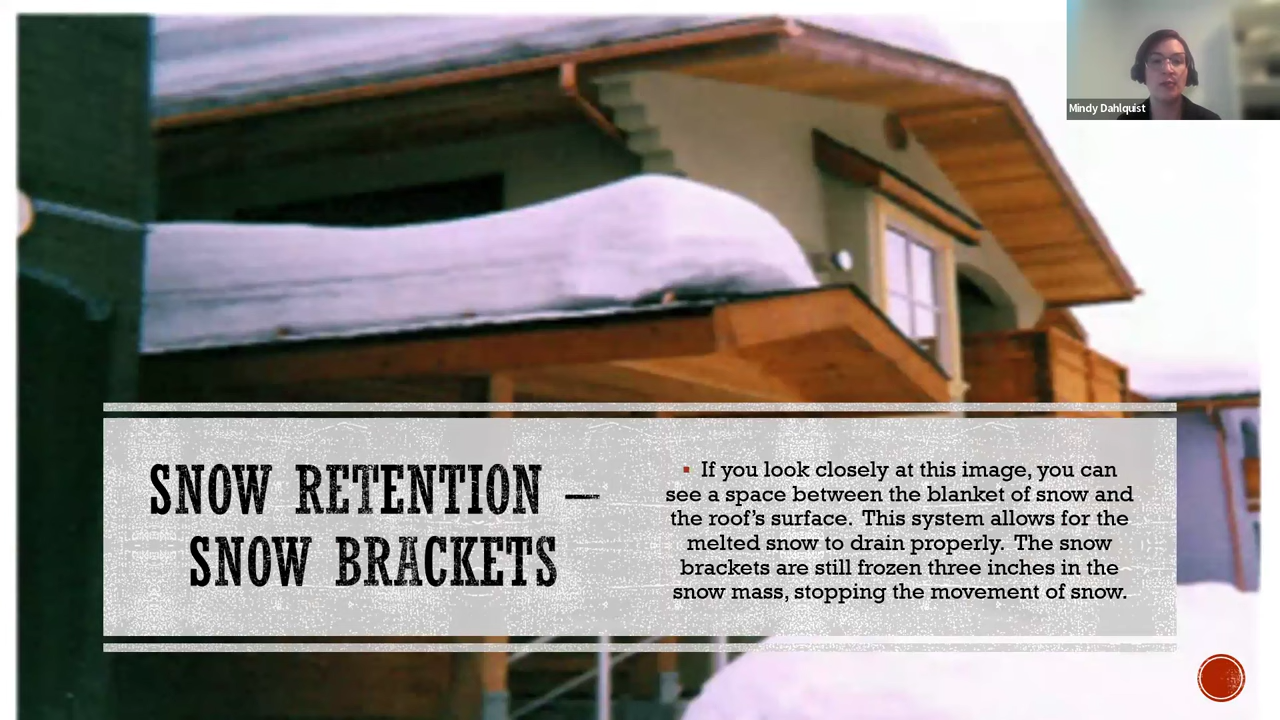 Mindy Dahlquist
SNOW RETENTION –
SNOW BRACKETS
▪ If you look closely at this image, you can
see a space between the blanket of snow and
the roof’s surface.  This system allows for the
melted snow to drain properly.  The snow
brackets are still frozen three inches in the
snow mass, stopping the movement of snow.